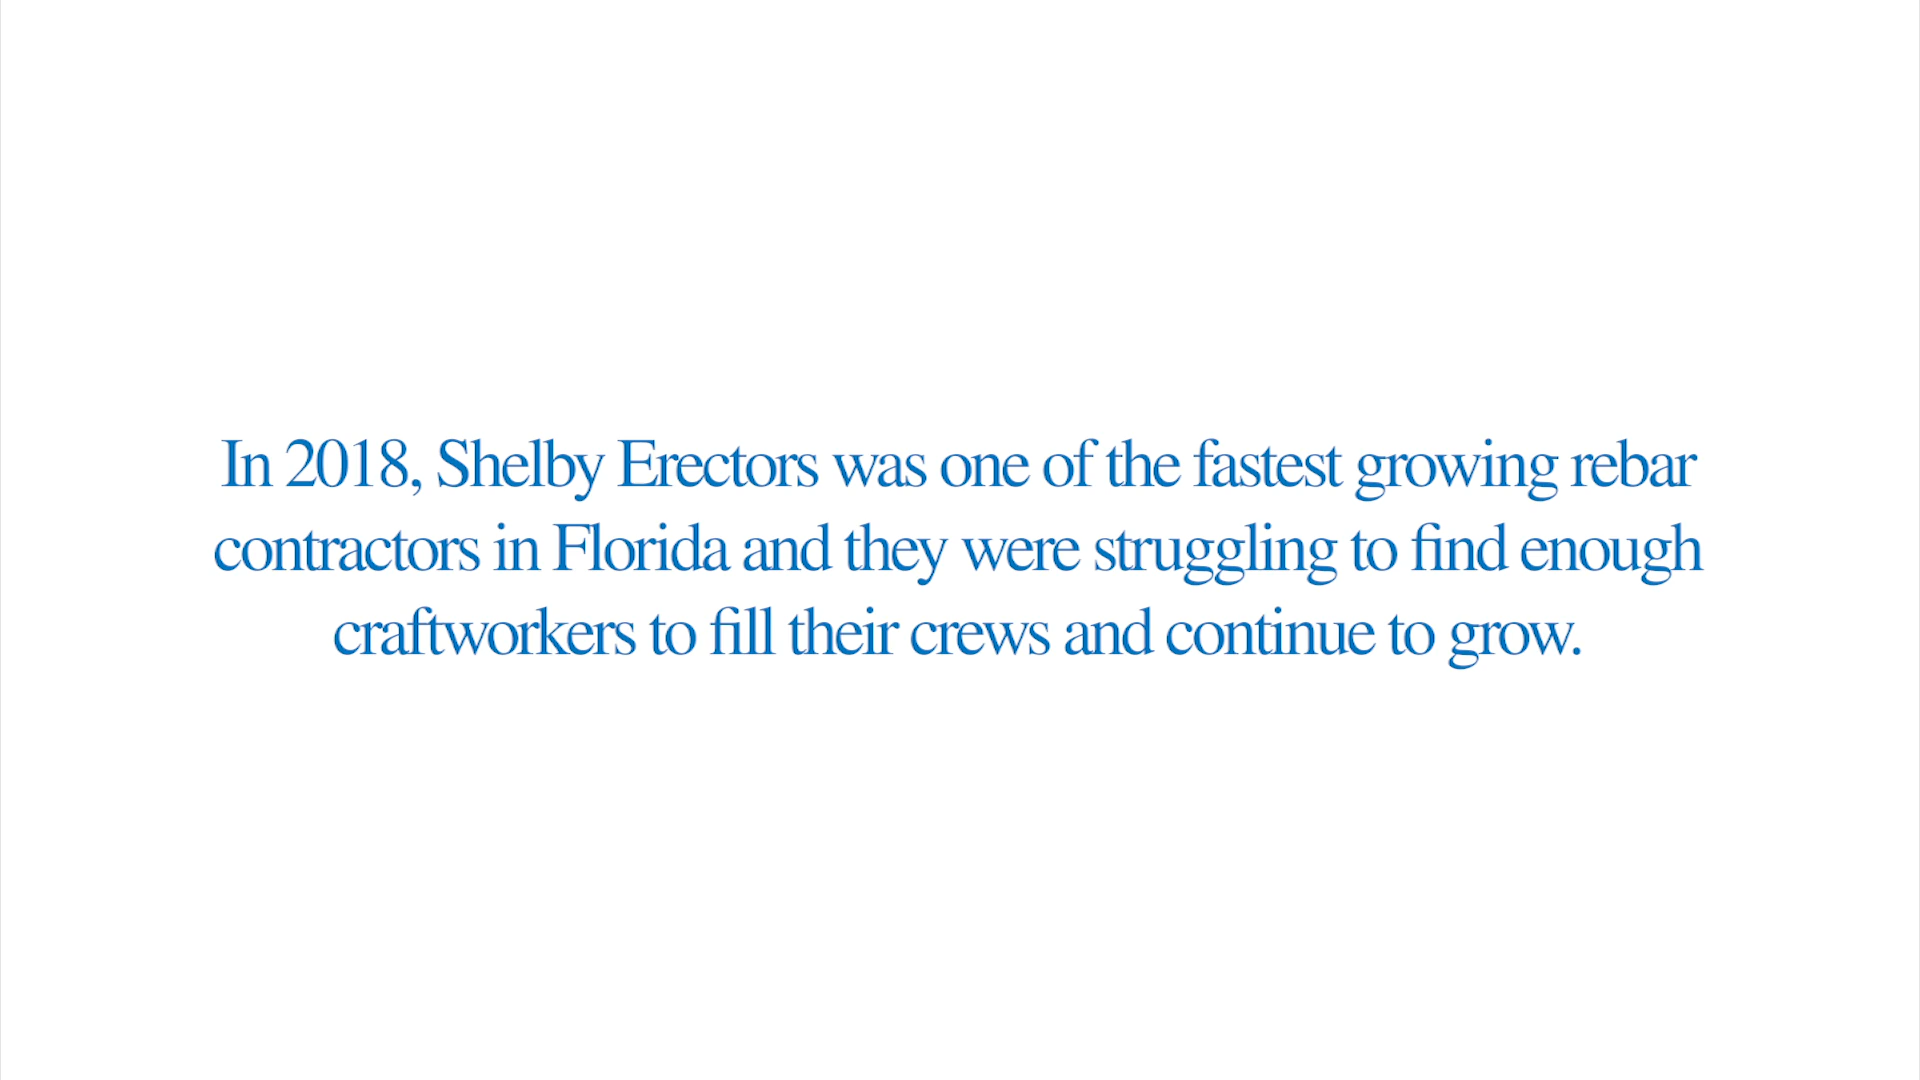 In 2018, Shelby Erectors was one of the fastest growing rebar
contractors in Florida and they were struggling to find enough
craftworkers to fill their crews and continue to grow.